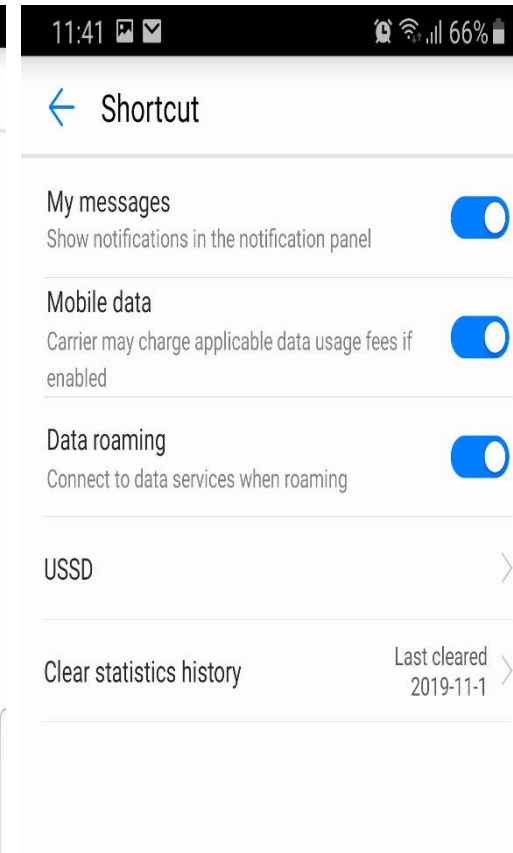 11:41 66%
Shortcut
My messages
Show notifications in the notification panel
Mobile data
Carrier may charge applicable data usage fees if
enabled
Data roaming
Connect to data services when roaming
USSD
Clear statistics history
Last cleared
2019-11-1